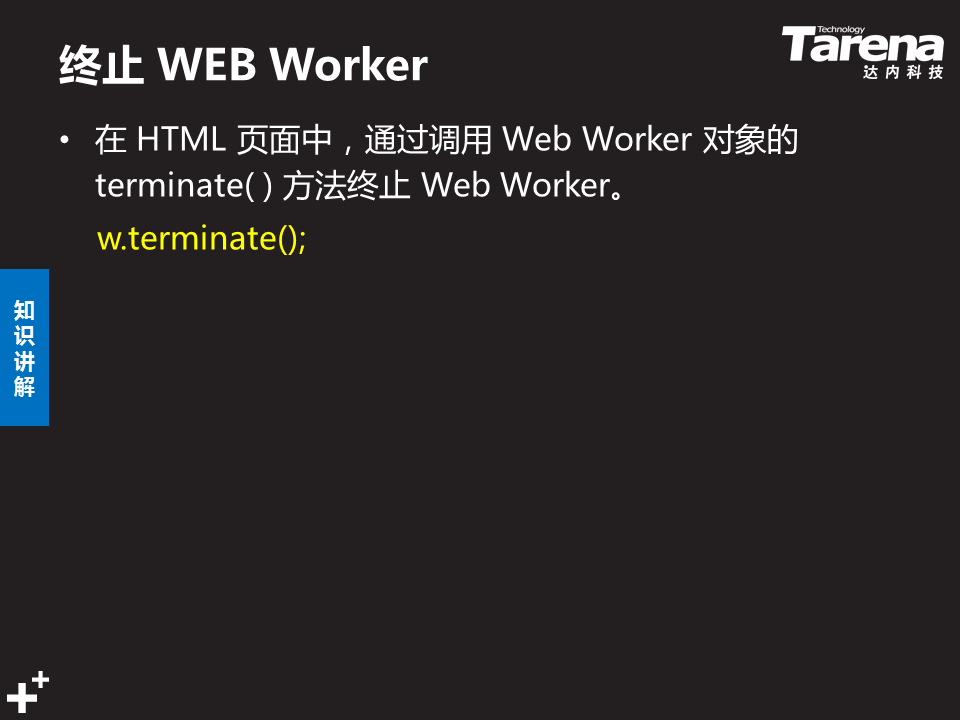 终止 WEB Worker
Technology
Tarena
达内科技
• 在 HTML 页面中，通过调用 Web Worker 对象的
terminate( ) 方法终止 Web Worker。
w.terminate();
知
识
讲
解